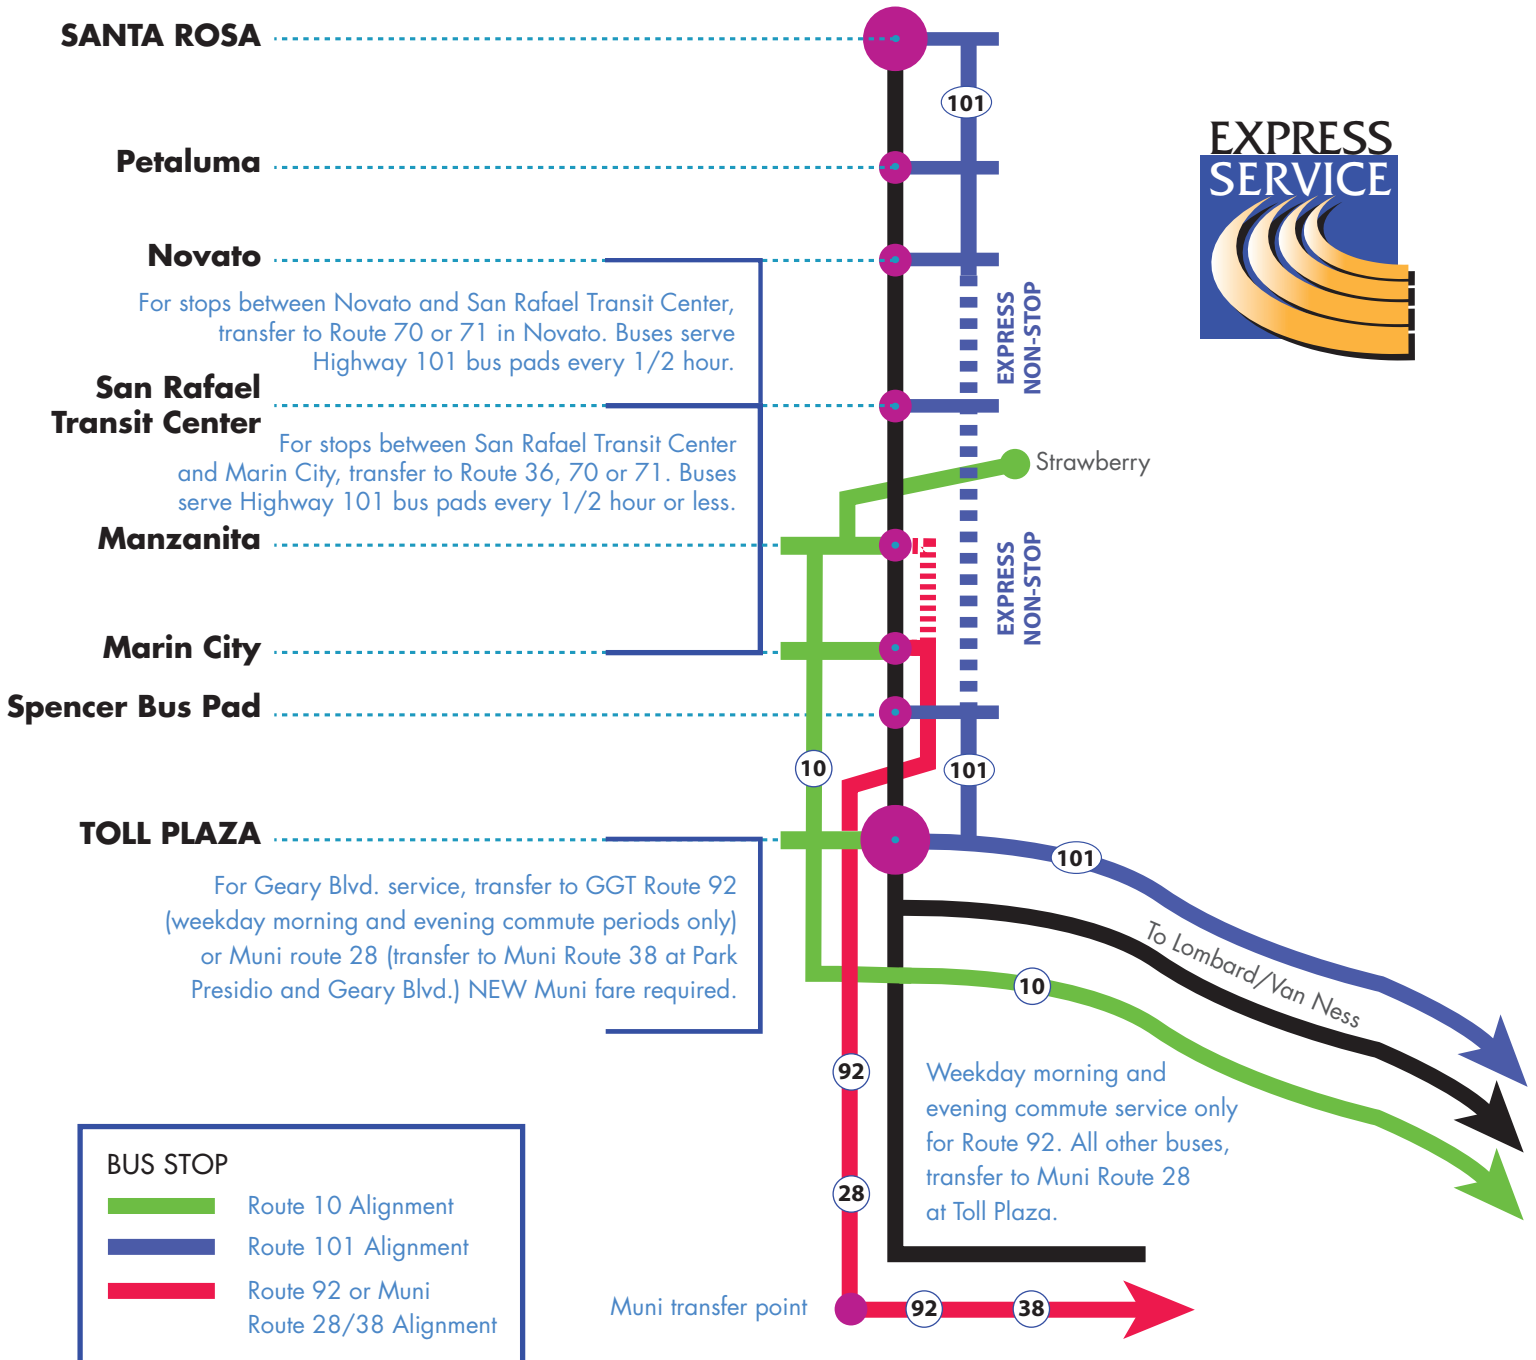 SANTA ROSA
101
EXPRESS
SERVICE
Petaluma
Novato
For stops between Novato and San Rafael Transit Center,
transfer to Route 70 or 71 in Novato. Buses serve
Highway 101 bus pads every 1/2 hour.
EXPRESS
NON-STOP
San Rafael
Transit Center
For stops between San Rafael Transit Center
and Marin City, transfer to Route 36, 70 or 71. Buses
serve Highway 101 bus pads every 1/2 hour or less.
Strawberry
Manzanita
EXPRESS
NON-STOP
Marin City
Spencer Bus Pad
10
101
TOLL PLAZA
101
For Geary Blvd. service, transfer to GGT Route 92
(weekday morning and evening commute periods only)
or Muni route 28 (transfer to Muni Route 38 at Park
Presidio and Geary Blvd.) NEW Muni fare required.
To Lombard/Van Ness
10
92
Weekday morning and
evening commute service only
for Route 92. All other buses,
transfer to Muni Route 28
at Toll Plaza.
28
BUS STOP
Route 10 Alignment
Route 101 Alignment
Route 92 or Muni
Route 28/38 Alignment
Muni transfer point
92
38